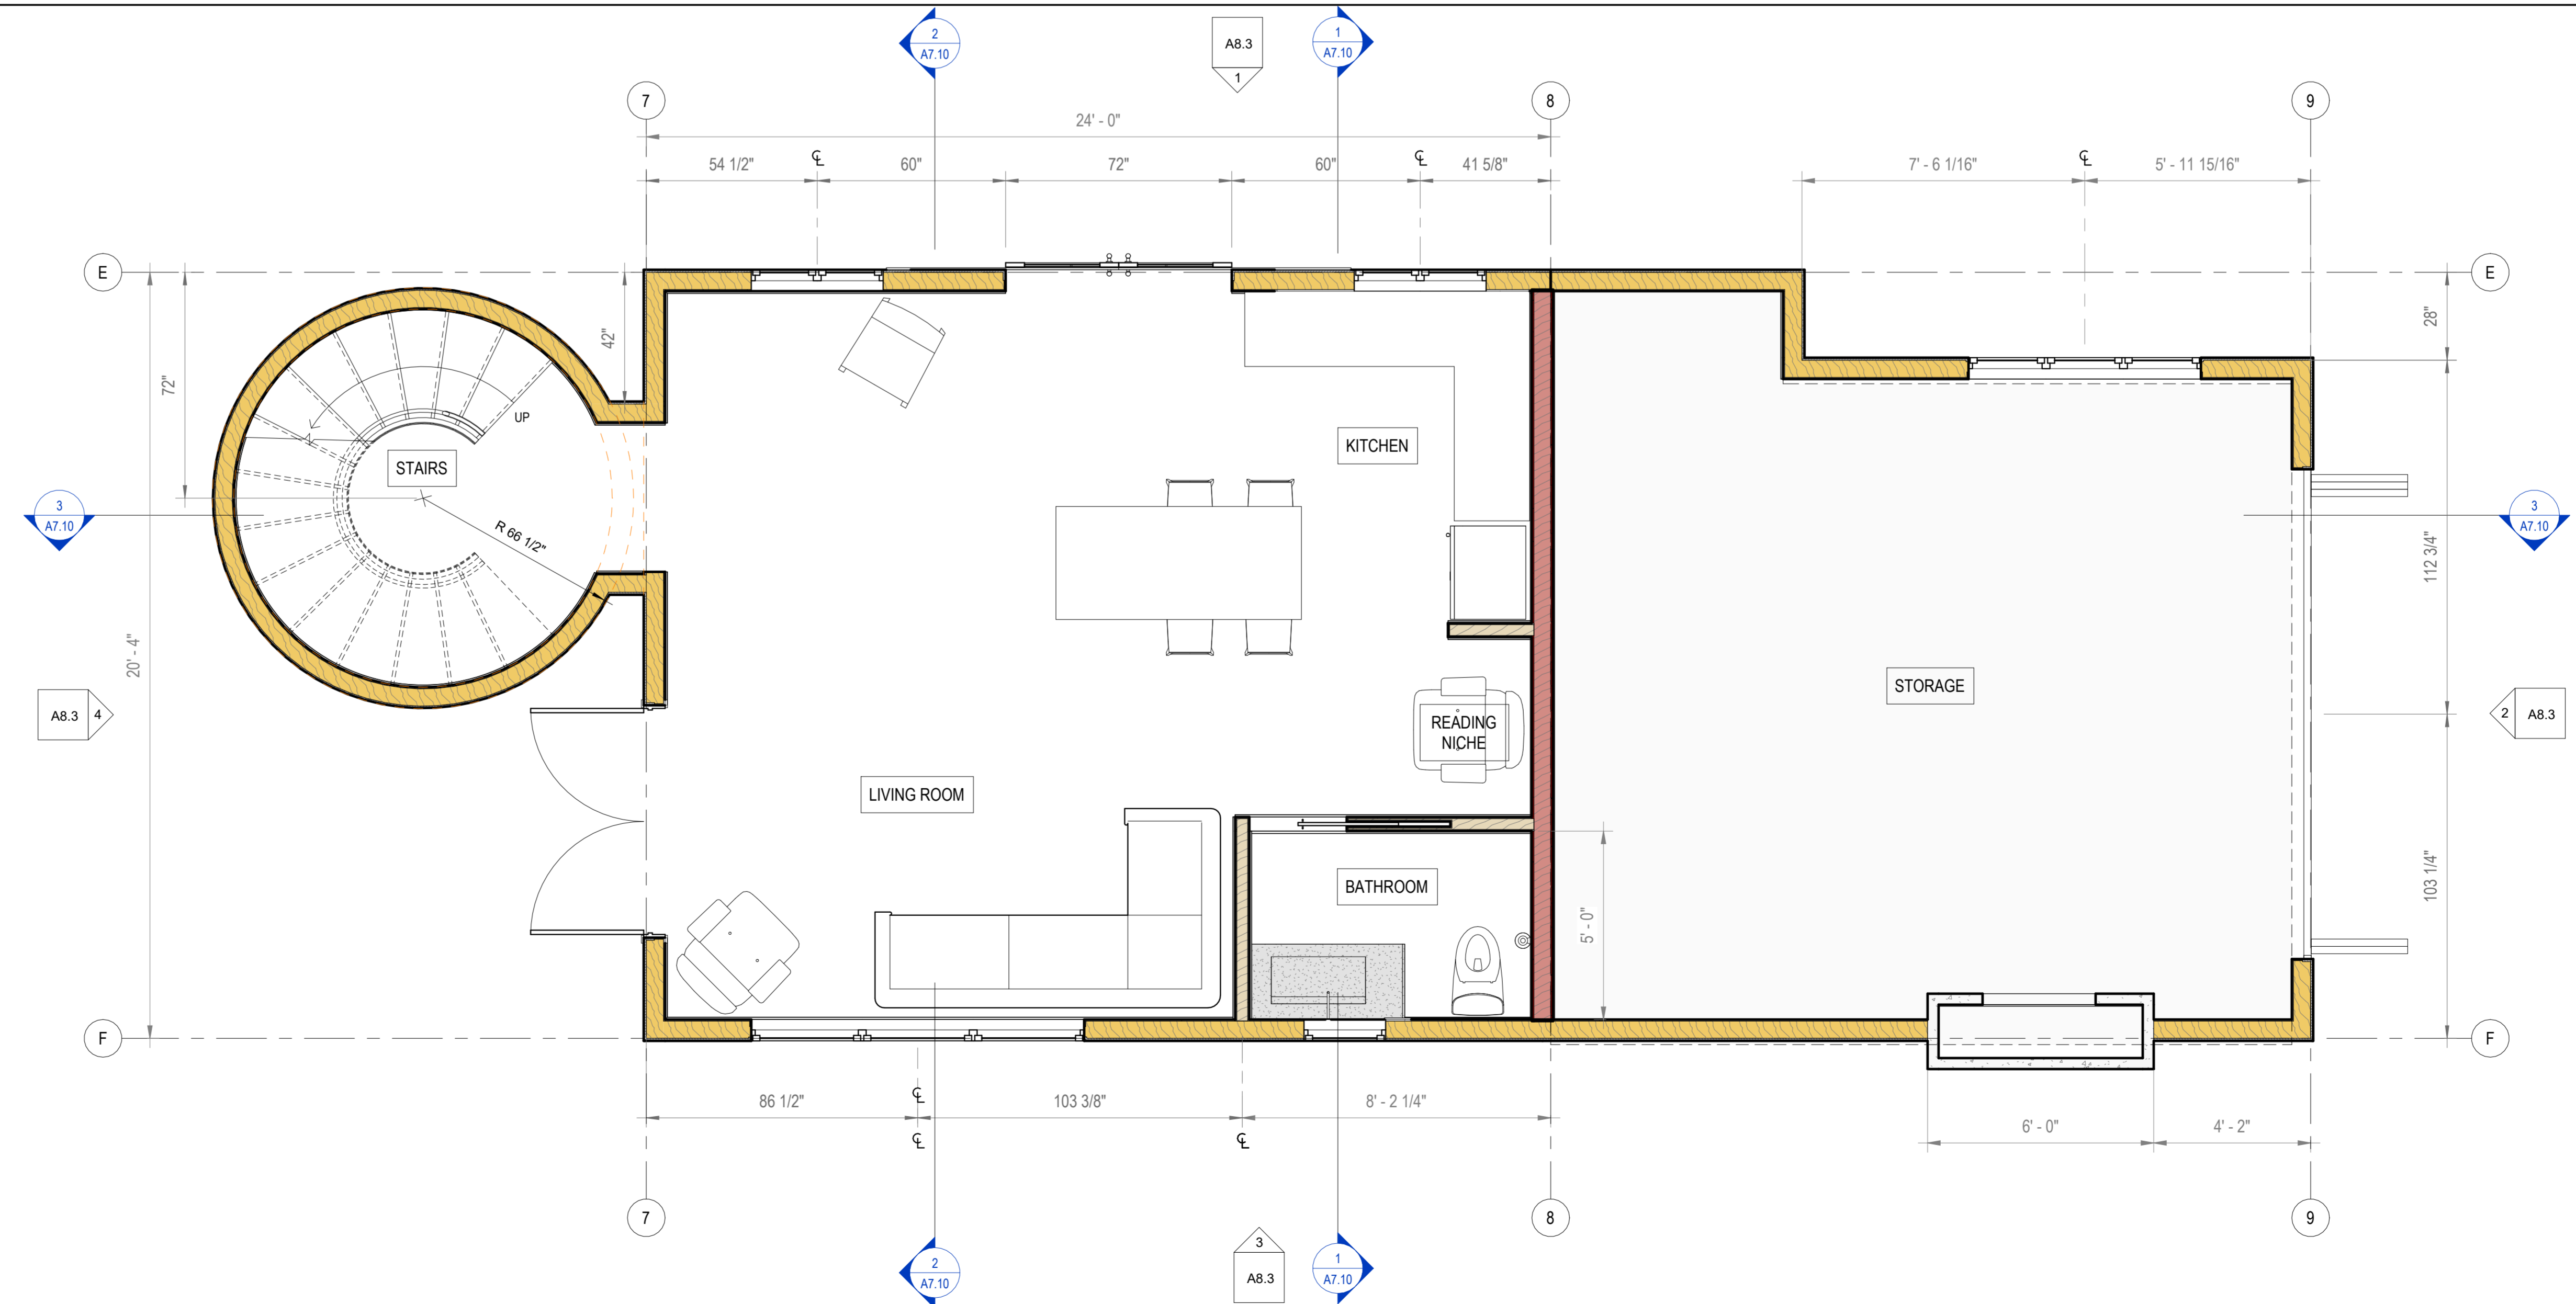 2
A7.10
A8.3
1
1
A7.10
7
8
9
24' - 0"
54 1/2"
℄
60"
72"
60"
℄
41 5/8"
7' - 6 1/16"
℄
5' - 11 15/16"
E
E
42"
28"
72"
UP
STAIRS
KITCHEN
3
A7.10
3
A7.10
R 66 1/2"
112 3/4"
20' - 4"
STORAGE
A8.3
4
2
A8.3
READING
NICHE
LIVING ROOM
BATHROOM
5' - 0"
103 1/4"
F
F
86 1/2"
℄
103 3/8"
8' - 2 1/4"
℄
℄
6' - 0"
4' - 2"
7
8
9
2
A7.10
3
A8.3
1
A7.10